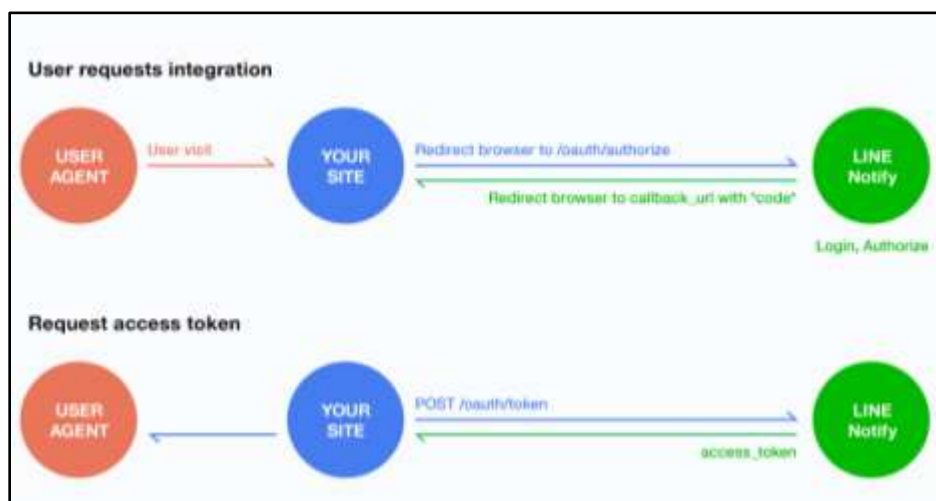 User requests integration
USER
AGENT
User visit
YOUR
SITE
Redirect browser to /oauth/authorize
Redirect browser to callback_url with "code"
LINE
Notify
Login, Authorize
Request access token
USER
AGENT
YOUR
SITE
POST /oauth/token
access_token
LINE
Notify